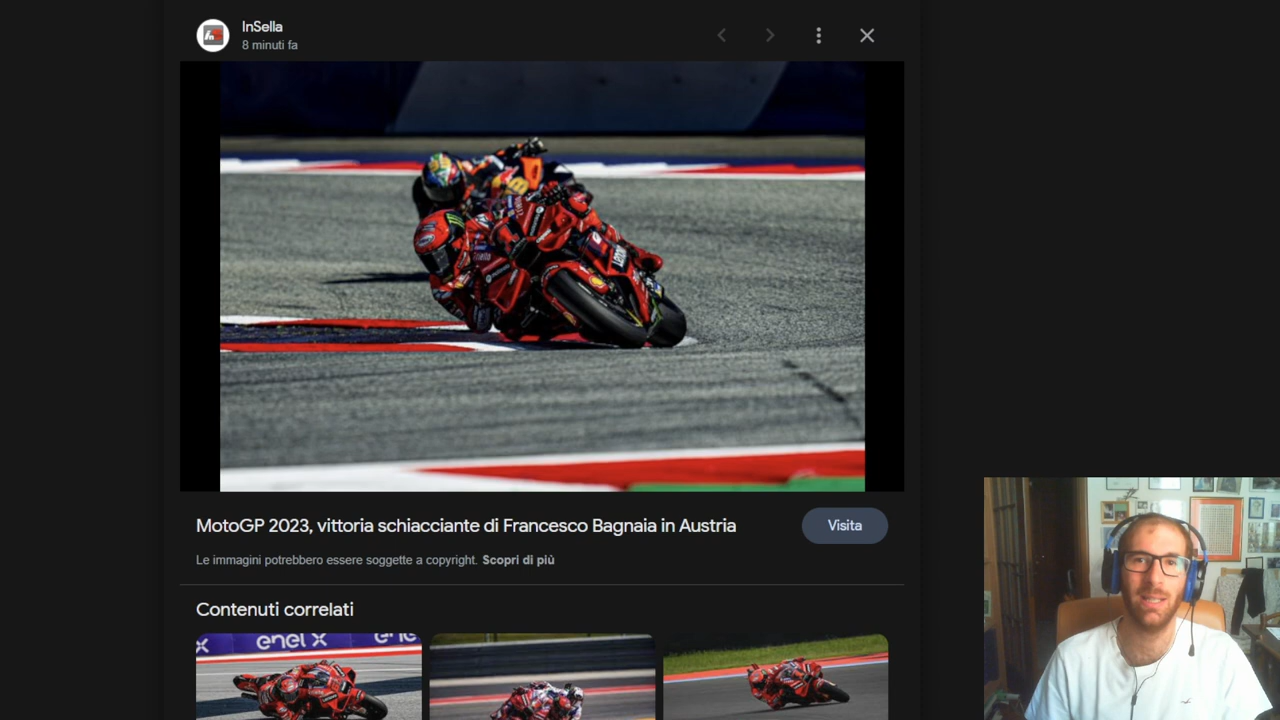 InSella
8 minuti fa
MotoGP 2023, vittoria schiacciante di Francesco Bagnaia in Austria
Visita
Le immagini potrebbero essere soggette a copyright. Scopri di più
Contenuti correlati
enel X